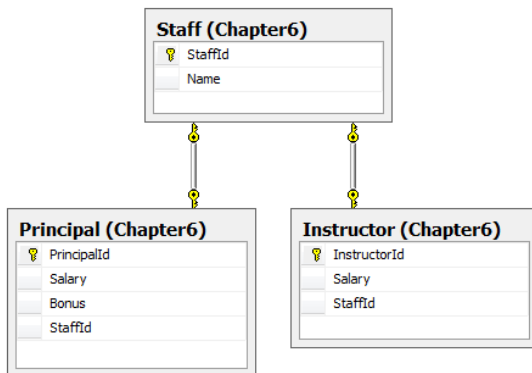 Staff (Chapter6)
StaffId
Name
Principal (Chapter6)
PrincipalId
Salary
Bonus
StaffId
Instructor (Chapter6)
InstructorId
Salary
StaffId